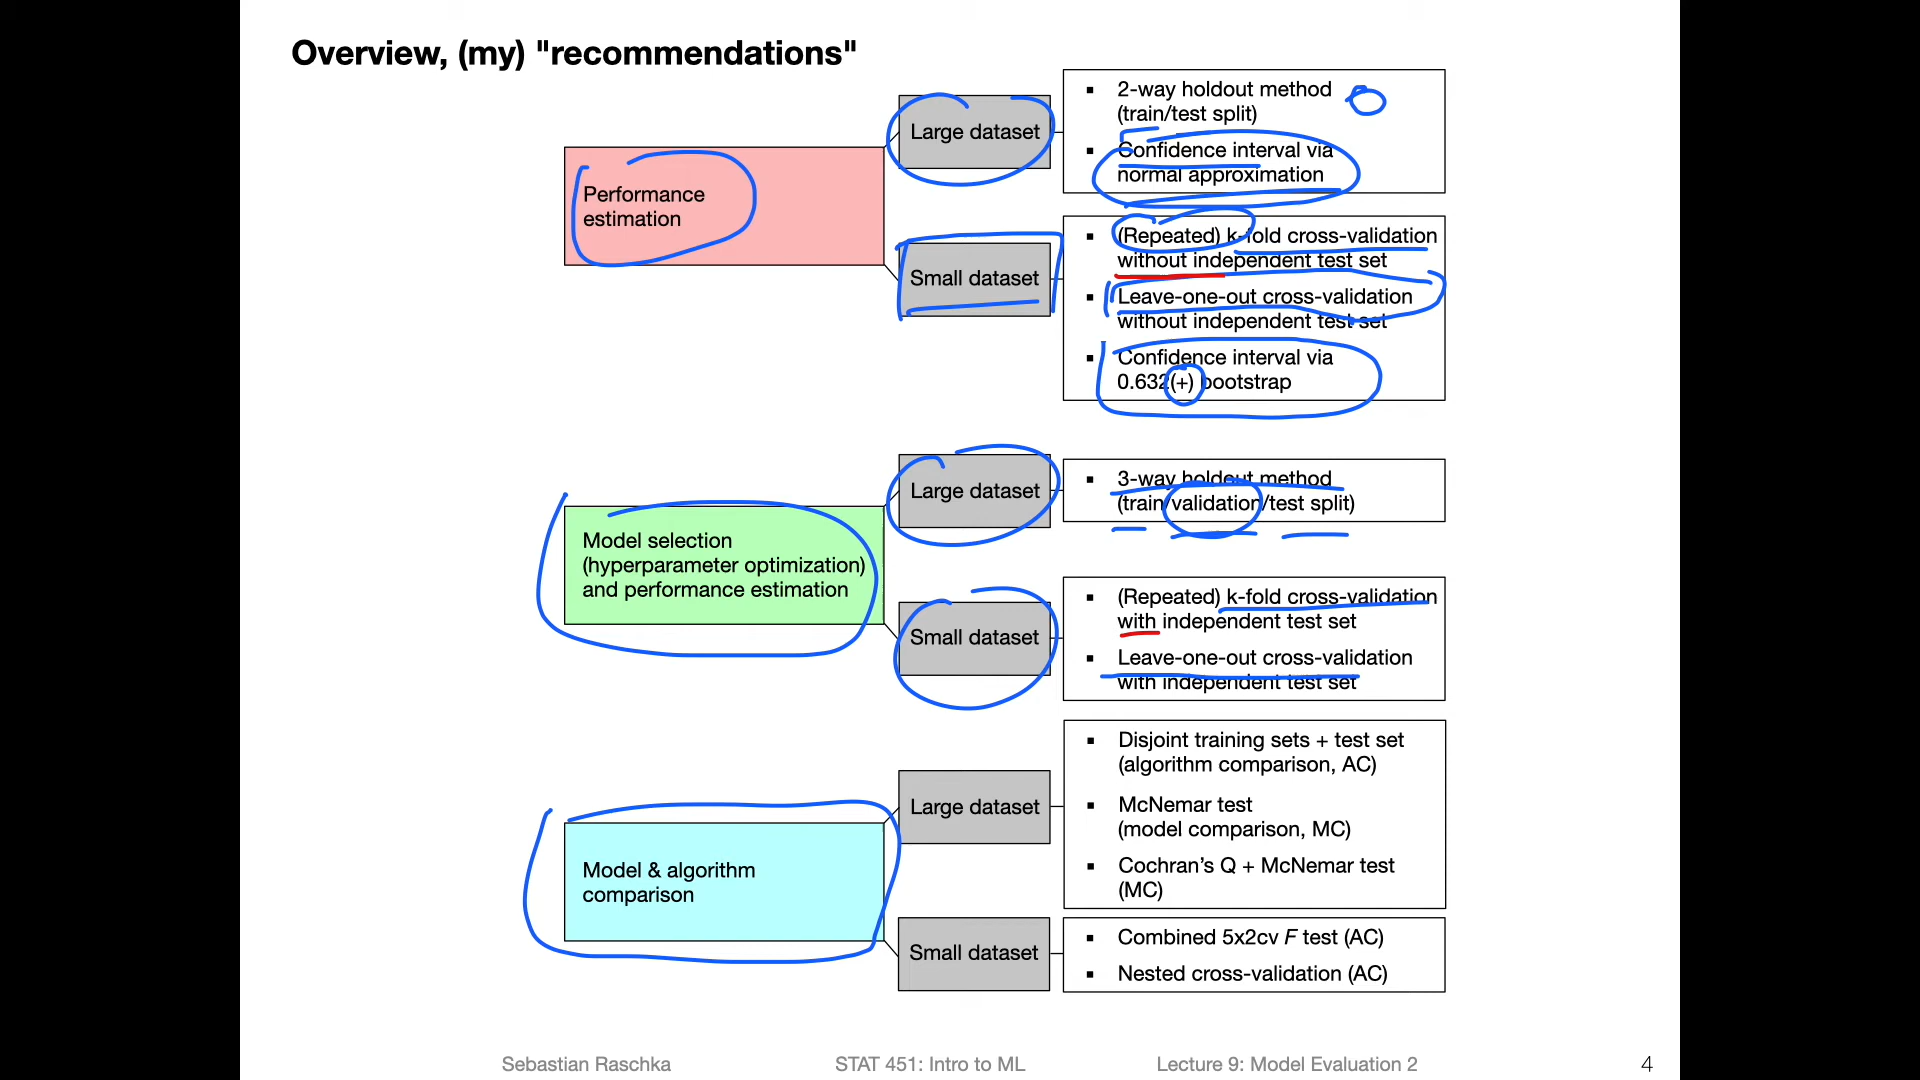 Overview, (my) "recommendations"
Performance
estimation
Large dataset
▪ 2-way holdout method
(train/test split)
▪ Confidence interval via
normal approximation
Small dataset
▪ (Repeated) k-fold cross-validation
without independent test set
▪ Leave-one-out cross-validation
without independent test set
▪ Confidence interval via
0.632(+) bootstrap
Model selection
(hyperparameter optimization)
and performance estimation
Large dataset
▪ 3-way holdout method
(train/validation/test split)
Small dataset
▪ (Repeated) k-fold cross-validation
with independent test set
▪ Leave-one-out cross-validation
with independent test set
Model & algorithm
comparison
Large dataset
▪ Disjoint training sets + test set
(algorithm comparison, AC)
▪ McNemar test
(model comparison, MC)
▪ Cochran’s Q + McNemar test
(MC)
Small dataset
▪ Combined 5x2cv F test (AC)
▪ Nested cross-validation (AC)
Sebastian Raschka STAT 451: Intro to ML Lecture 9: Model Evaluation 2 4